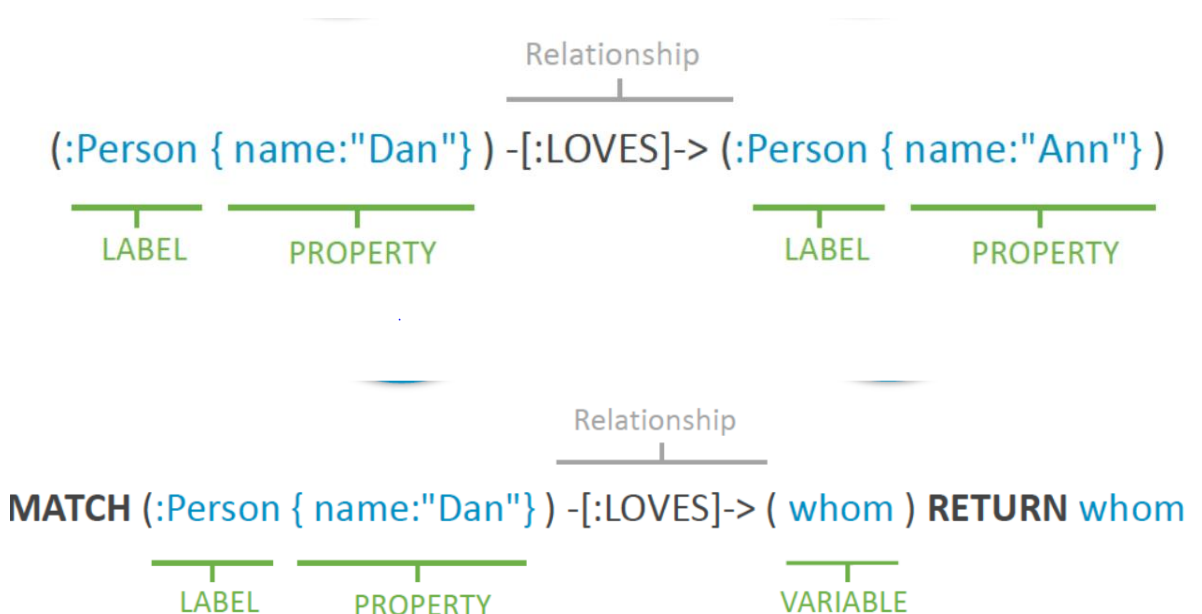 Relationship
(:Person { name:"Dan"} ) -[:LOVES]-> (:Person { name:"Ann"} )
LABEL PROPERTY LABEL PROPERTY
Relationship
MATCH (:Person { name:"Dan"} ) -[:LOVES]-> ( whom ) RETURN whom
LABEL PROPERTY VARIABLE